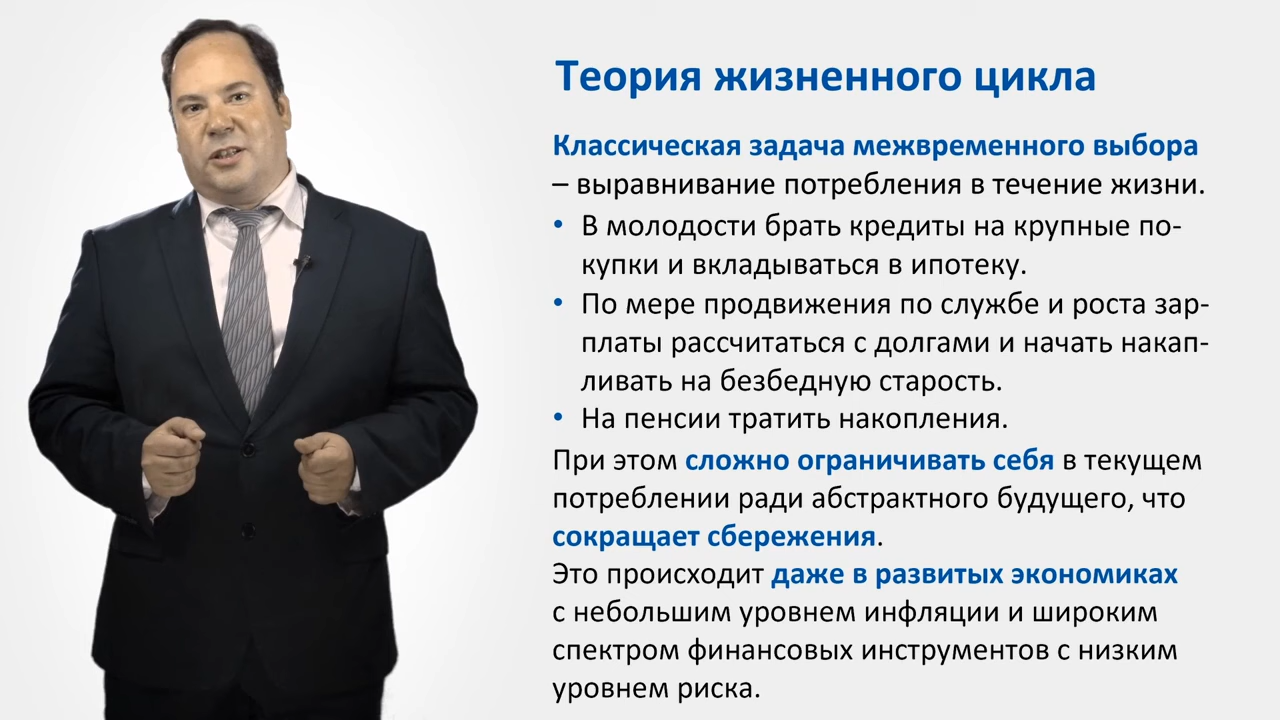 Теория жизненного цикла
Классическая задача межвременного выбора
– выравнивание потребления в течение жизни.
• В молодости брать кредиты на крупные по-
купки и вкладываться в ипотеку.
• По мере продвижения по службе и роста зар-
платы рассчитаться с долгами и начать накап-
ливать на безбедную старость.
• На пенсии тратить накопления.
При этом сложно ограничивать себя в текущем
потреблении ради абстрактного будущего, что
сокращает сбережения.
Это происходит даже в развитых экономиках
с небольшим уровнем инфляции и широким
спектром финансовых инструментов с низким
уровнем риска.